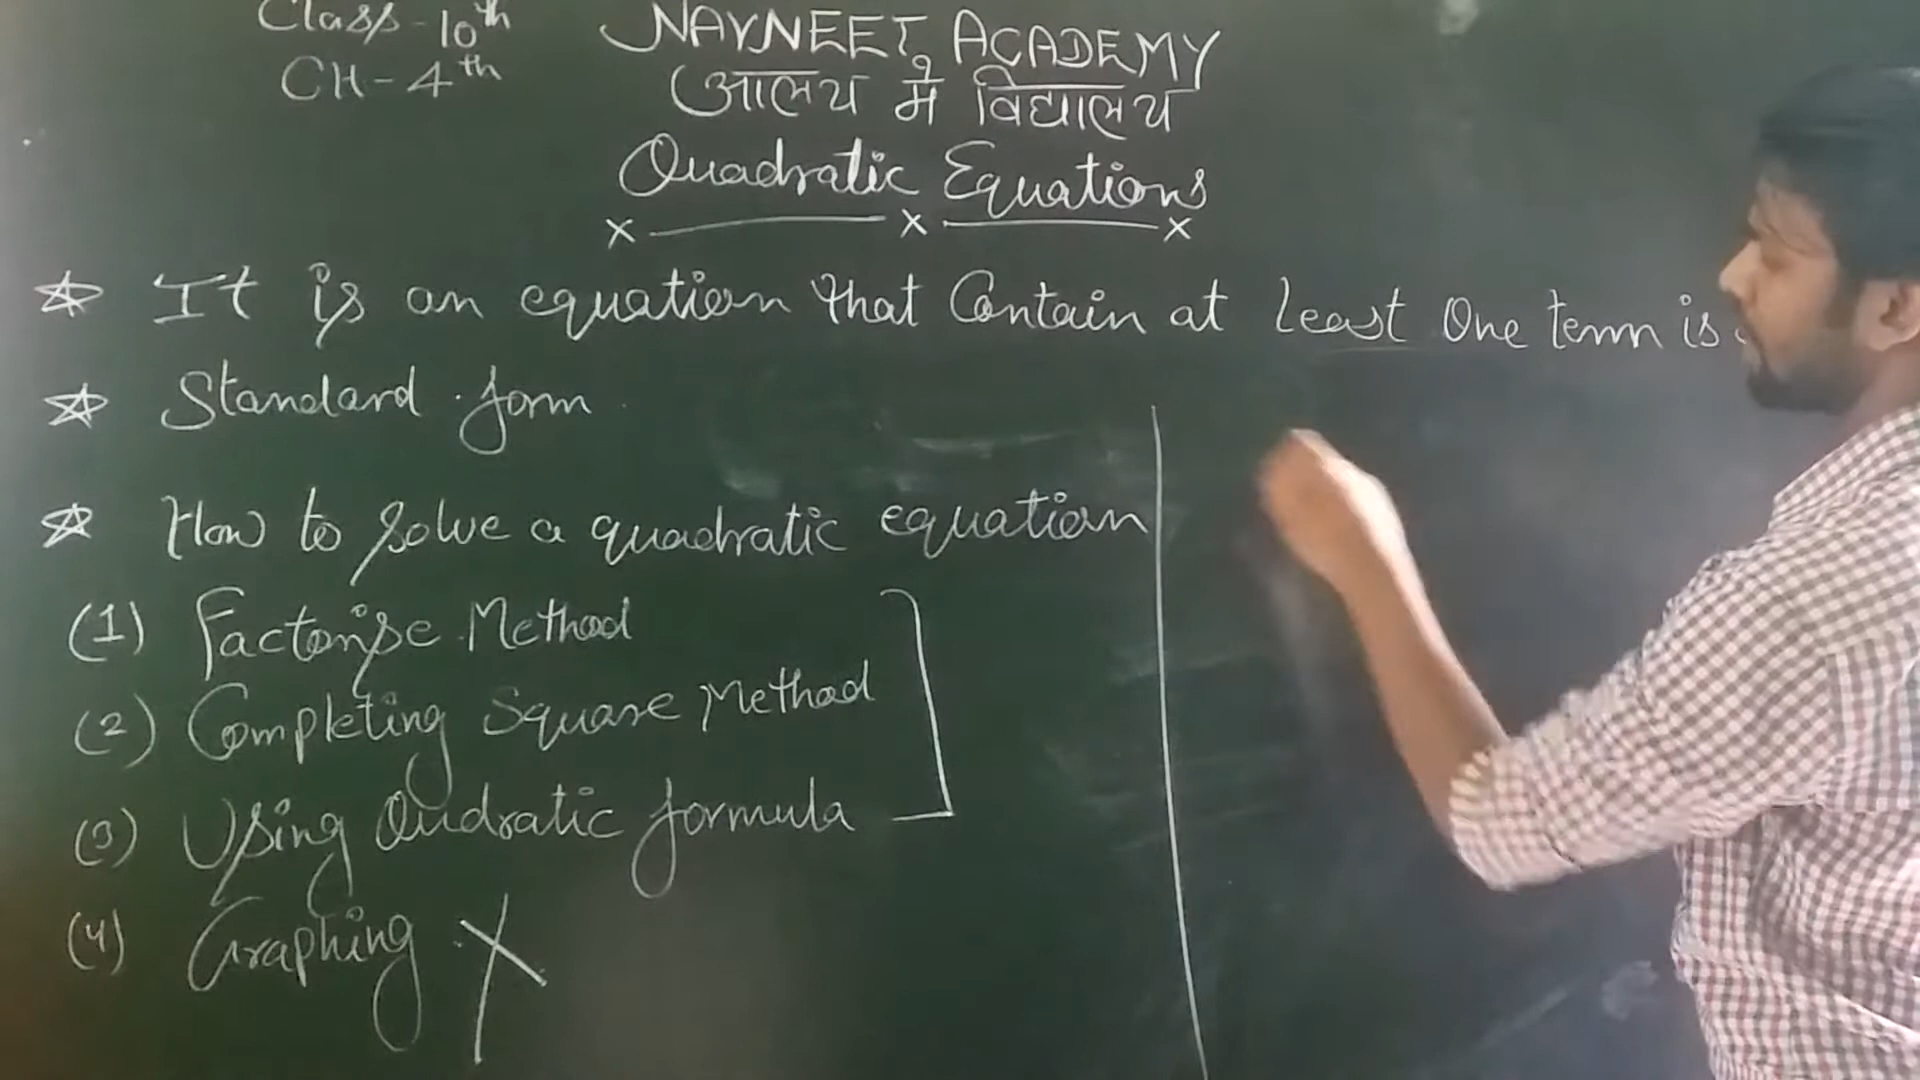 Class - 10th
CH - 4th
NAVNEET ACADEMY
आलय में विद्यालय
Quadratic Equations
x x x
☆ It is an equation that Contain at least one term is
☆ Standard form
☆ How to solve a quadratic equation
(1) Factorise Method
(2) Completing Square Method
(3) Using Qudratic formula
(4) Graphing X